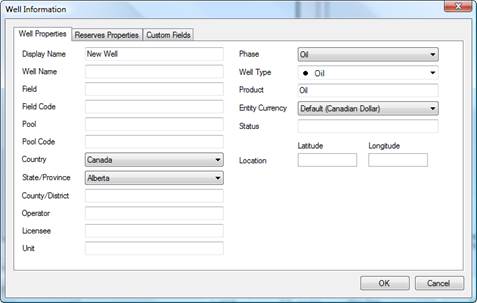 Well Information
Well Properties Reserves Properties Custom Fields
Display Name New Well
Well Name
Field
Field Code
Pool
Pool Code
Country Canada
State/Province Alberta
County/District
Operator
Licensee
Unit
Phase Oil
Well Type Oil
Product Oil
Entity Currency Default (Canadian Dollar)
Status
Latitude Longitude
Location
OK Cancel